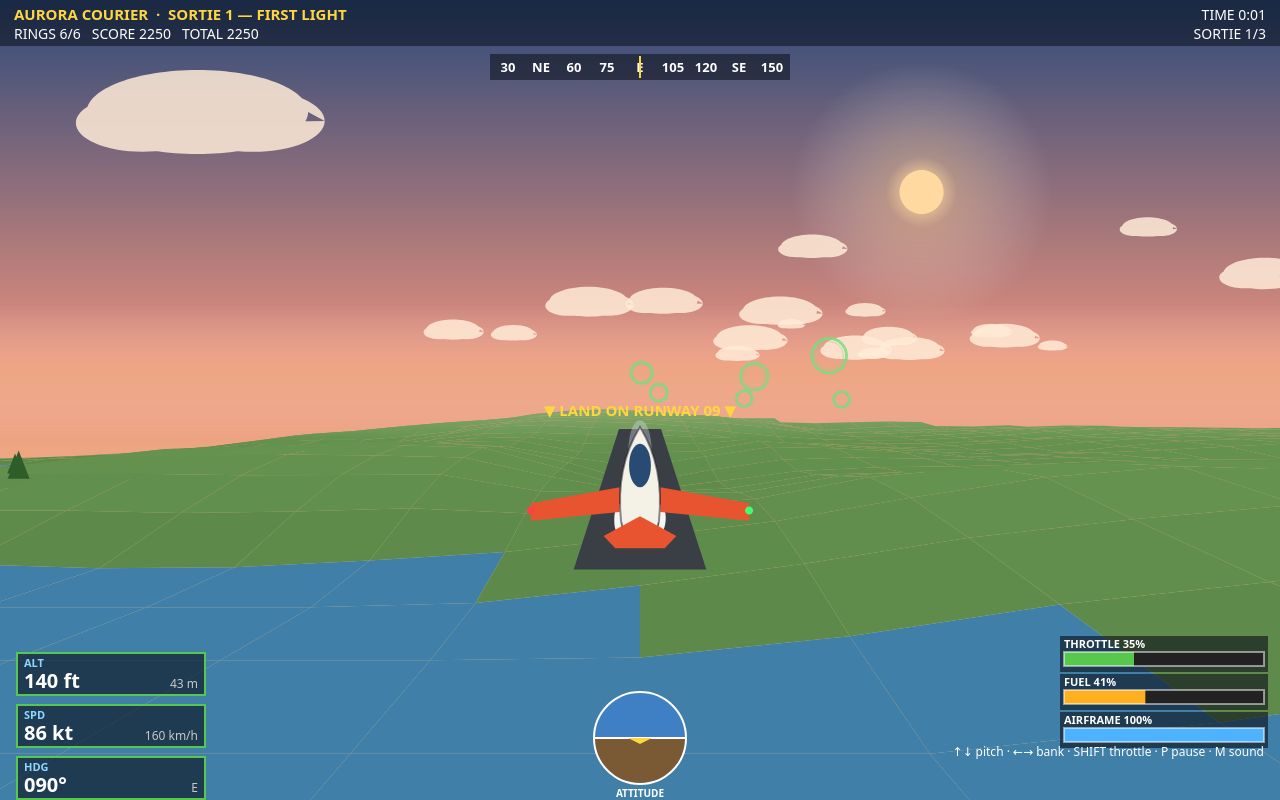 AURORA COURIER · SORTIE 1 — FIRST LIGHT
RINGS 6/6 SCORE 2250 TOTAL 2250
TIME 0:01
SORTIE 1/3
30 NE 60 75 E 105 120 SE 150
▼ LAND ON RUNWAY 09 ▼
ALT
140 ft 43 m
SPD
86 kt 160 km/h
HDG
090° E
ATTITUDE
THROTTLE 35%
FUEL 41%
AIRFRAME 100%
↑↓ pitch · ←→ bank · SHIFT throttle · P pause · M sound